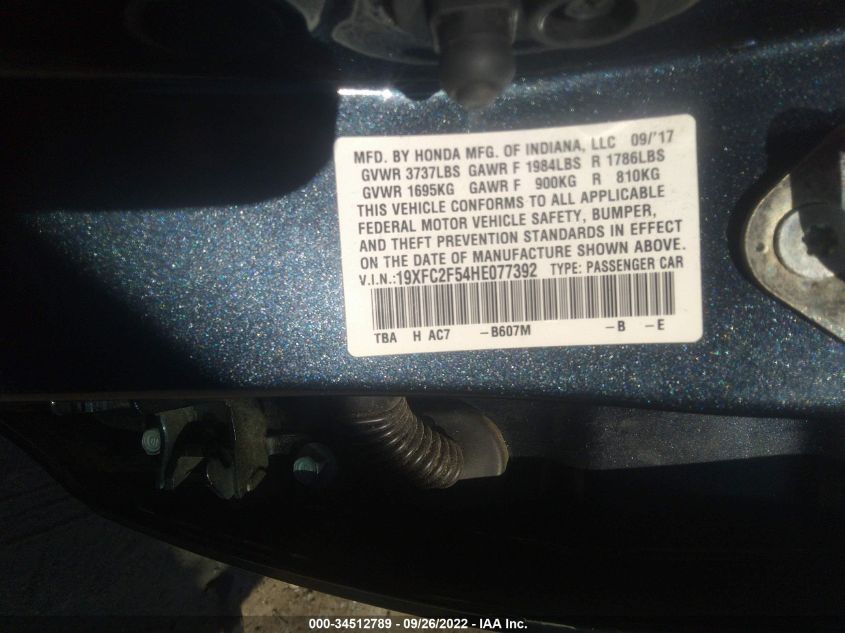 MFD. BY HONDA MFG. OF INDIANA, LLC 09/'17
GVWR 3737LBS GAWR F 1984LBS R 1786LBS
GVWR 1695KG GAWR F 900KG R 810KG
THIS VEHICLE CONFORMS TO ALL APPLICABLE
FEDERAL MOTOR VEHICLE SAFETY, BUMPER,
AND THEFT PREVENTION STANDARDS IN EFFECT
ON THE DATE OF MANUFACTURE SHOWN ABOVE.
V.I.N.:19XFC2F54HE077392 TYPE: PASSENGER CAR
TBA H AC7 -B607M -B -E
000-34512789 - 09/26/2022 - IAA Inc.